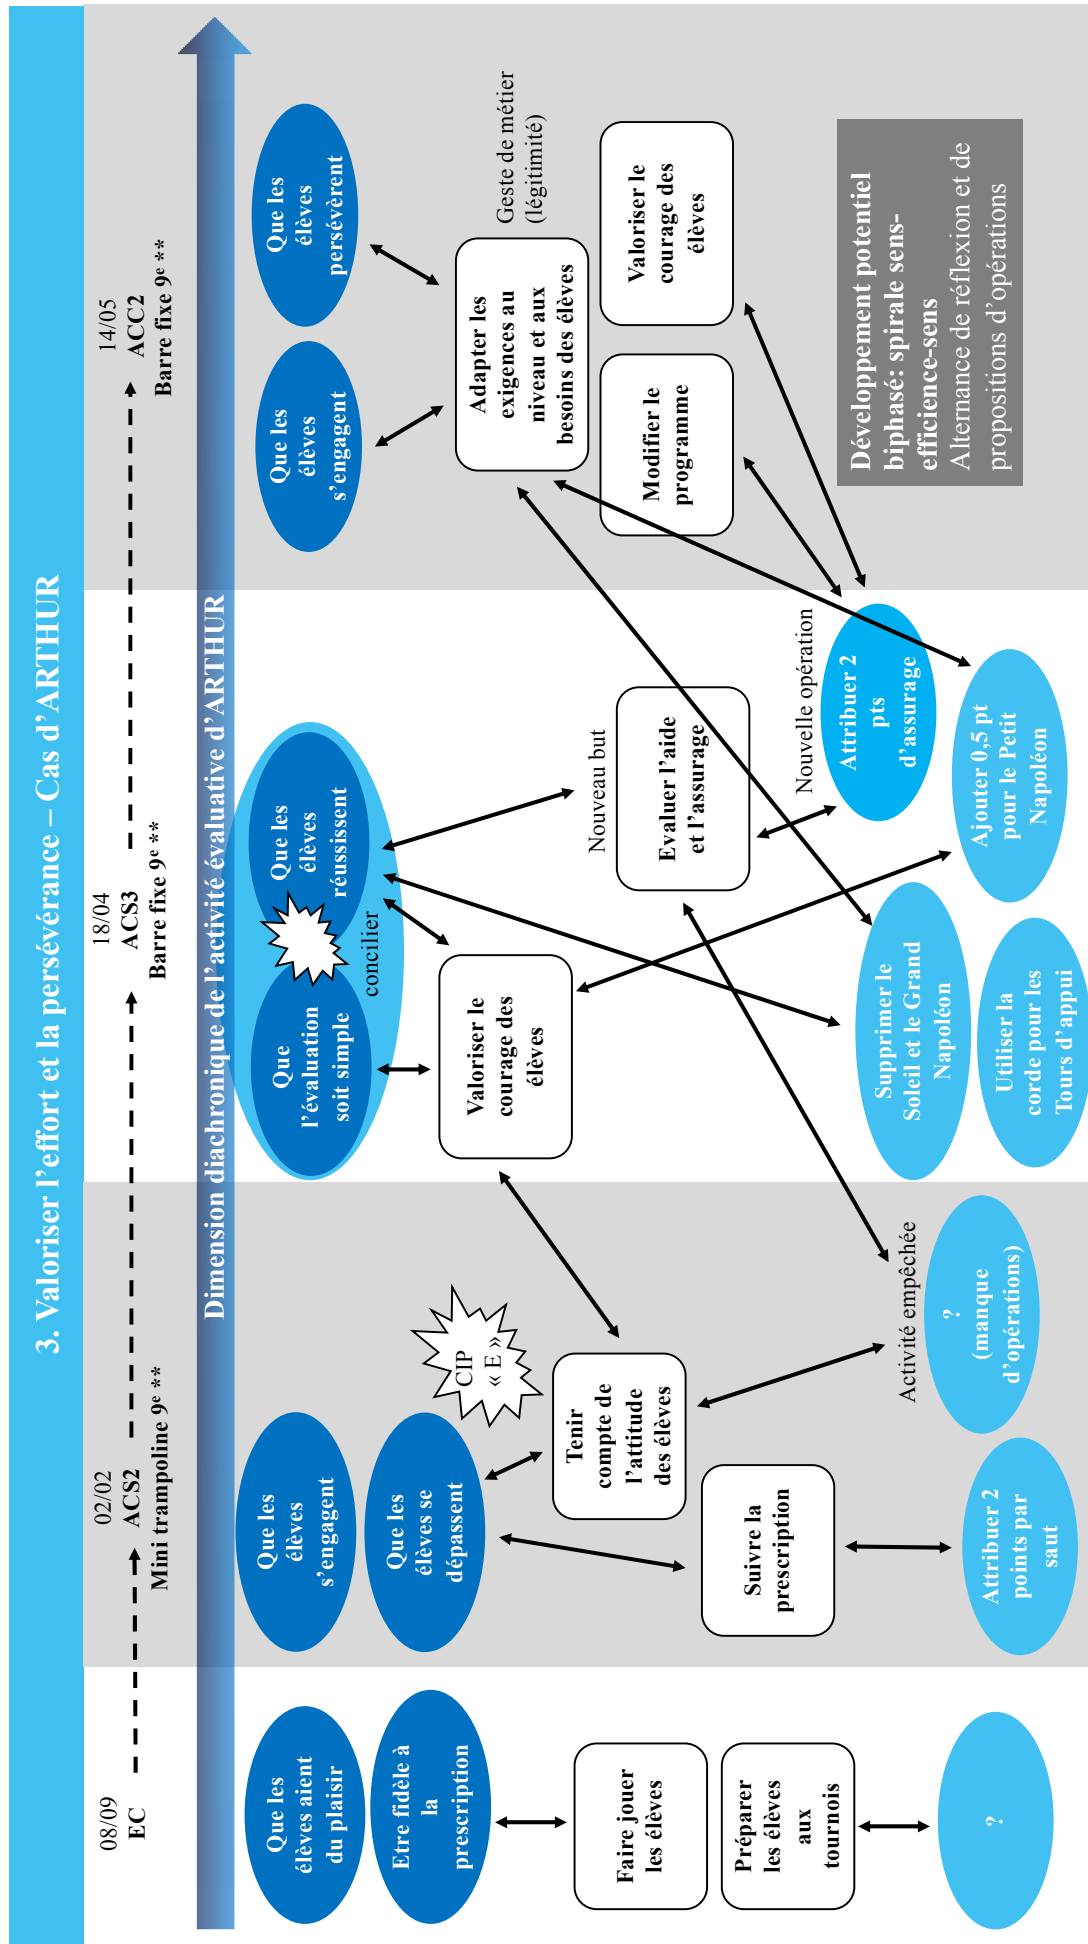 3. Valoriser l’effort et la persévérance – Cas d’ARTHUR
08/09
EC
02/02
ACS2
Mini trampoline 9e **
18/04
ACS3
Barre fixe 9e **
14/05
ACC2
Barre fixe 9e **
Dimension diachronique de l’activité évaluative d’ARTHUR
Que les
élèves aient
du plaisir
Etre fidèle à
la
prescription
Faire jouer
les élèves
Préparer
les élèves
aux
tournois
?
Que les
élèves
s’engagent
Que les
élèves se
dépassent
CIP
« E »
Tenir
compte de
l’attitude
des élèves
Suivre la
prescription
Activité empêchée
?
(manque
d’opérations)
Attribuer 2
points par
saut
Que
l’évaluation
soit simple
Que les
élèves
réussissent
concilier
Valoriser le
courage des
élèves
Nouveau but
Evaluer l’aide
et l’assurage
Nouvelle opération
Attribuer 2
pts
d’assurage
Supprimer le
Soleil et le Grand
Napoléon
Ajouter 0,5 pt
pour le Petit
Napoléon
Utiliser la
corde pour les
Tours d’appui
Que les
élèves
s’engagent
Que les
élèves
persévèrent
Geste de métier
(légitimité)
Adapter les
exigences au
niveau et aux
besoins des élèves
Modifier le
programme
Valoriser le
courage des
élèves
Développement potentiel
biphasé: spirale sens-
efficience-sens
Alternance de réflexion et de
propositions d’opérations